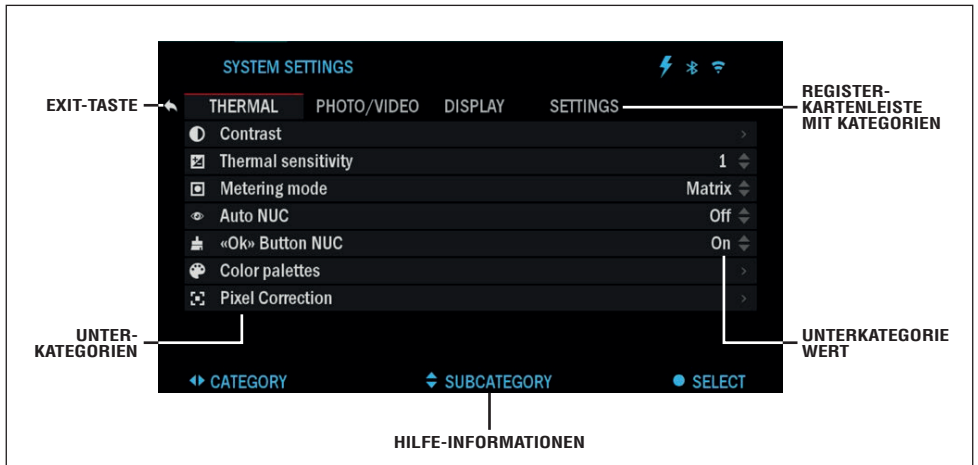 SYSTEM SETTINGS
EXIT-TASTE
THERMAL PHOTO/VIDEO DISPLAY SETTINGS
REGISTER-
KARTENLEISTE
MIT KATEGORIEN
Contrast
Thermal sensitivity 1
Metering mode Matrix
Auto NUC Off
«Ok» Button NUC On
Color palettes
Pixel Correction
UNTER-
KATEGORIEN
UNTERKATEGORIE
WERT
CATEGORY SUBCATEGORY SELECT
HILFE-INFORMATIONEN